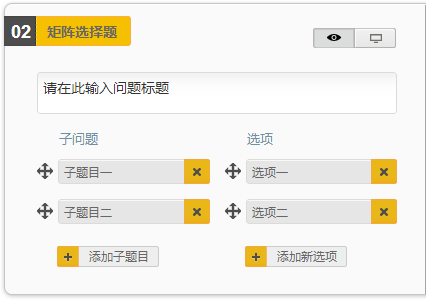 02 矩阵选择题
请在此输入问题标题
子问题 选项
子题目一 选项一
子题目二 选项二
添加子题目 添加新选项